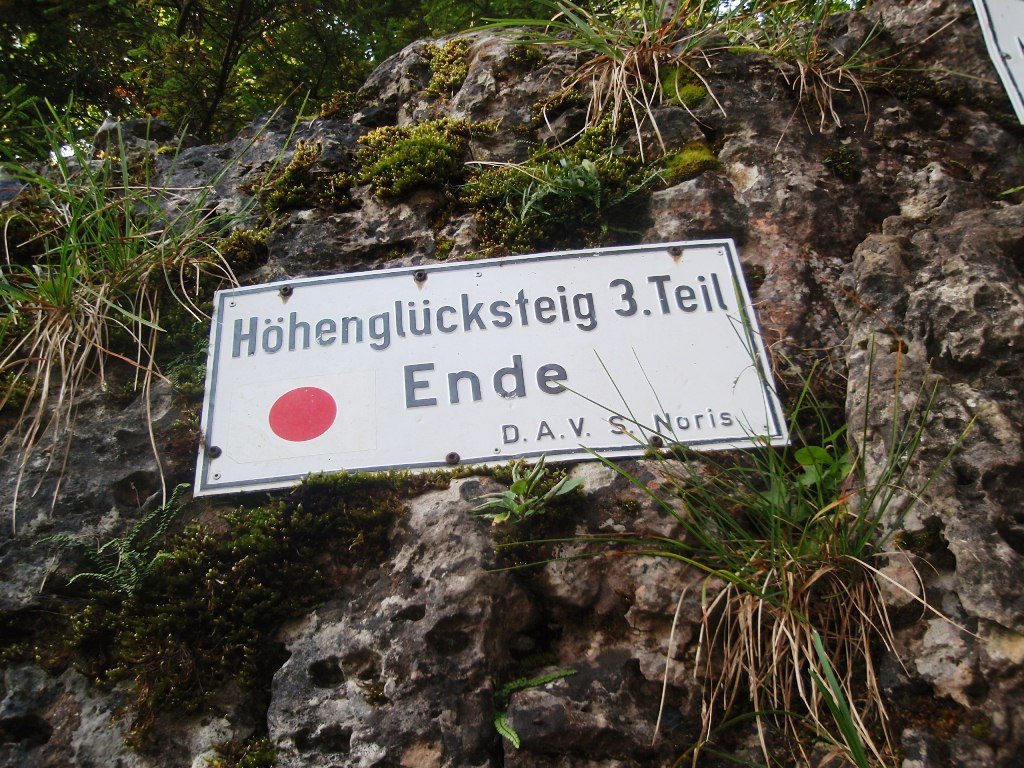 Höhenglücksteig 3.Teil
Ende
D.A.V. S. Noris